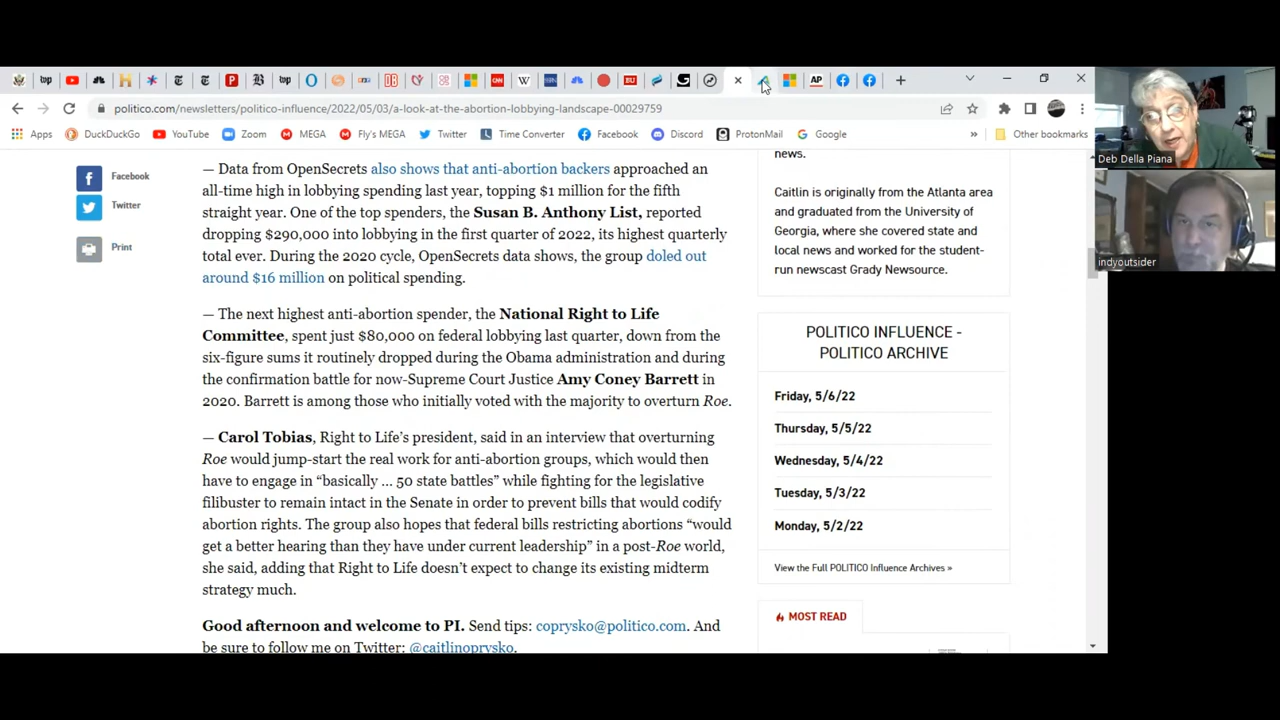 politico.com/newsletters/politico-influence/2022/05/03/a-look-at-the-abortion-lobbying-landscape-00029759
Apps
DuckDuckGo
YouTube
Zoom
MEGA
Fly's MEGA
Twitter
Time Converter
Facebook
Discord
ProtonMail
Google
»
Other bookmarks
Deb Della Piana
indyoutsider
Facebook
Twitter
Print
— Data from OpenSecrets also shows that anti-abortion backers approached an
all-time high in lobbying spending last year, topping $1 million for the fifth
straight year. One of the top spenders, the Susan B. Anthony List, reported
dropping $290,000 into lobbying in the first quarter of 2022, its highest quarterly
total ever. During the 2020 cycle, OpenSecrets data shows, the group doled out
around $16 million on political spending.
— The next highest anti-abortion spender, the National Right to Life
Committee, spent just $80,000 on federal lobbying last quarter, down from the
six-figure sums it routinely dropped during the Obama administration and during
the confirmation battle for now-Supreme Court Justice Amy Coney Barrett in
2020. Barrett is among those who initially voted with the majority to overturn Roe.
— Carol Tobias, Right to Life's president, said in an interview that overturning
Roe would jump-start the real work for anti-abortion groups, which would then
have to engage in “basically … 50 state battles” while fighting for the legislative
filibuster to remain intact in the Senate in order to prevent bills that would codify
abortion rights. The group also hopes that federal bills restricting abortions “would
get a better hearing than they have under current leadership” in a post-Roe world,
she said, adding that Right to Life doesn't expect to change its existing midterm
strategy much.
Good afternoon and welcome to PI. Send tips: coprysko@politico.com. And
be sure to follow me on Twitter: @caitlinoprysko.
news.
Caitlin is originally from the Atlanta area
and graduated from the University of
Georgia, where she covered state and
local news and worked for the student-
run newscast Grady Newsource.
POLITICO INFLUENCE -
POLITICO ARCHIVE
Friday, 5/6/22
Thursday, 5/5/22
Wednesday, 5/4/22
Tuesday, 5/3/22
Monday, 5/2/22
View the Full POLITICO Influence Archives »
MOST READ